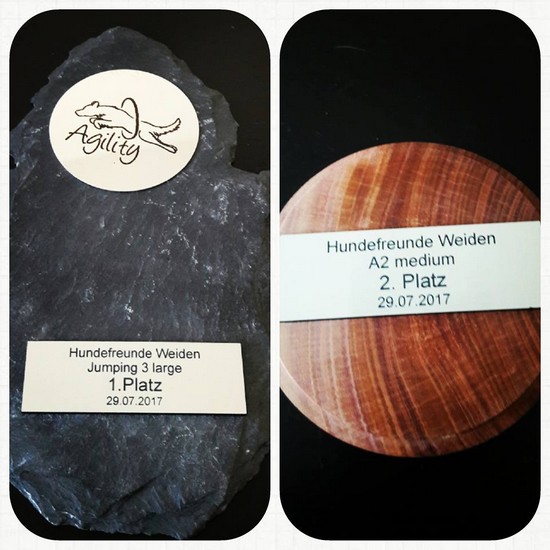 Agility
Hundefreunde Weiden
Jumping 3 large
1.Platz
29.07.2017
Hundefreunde Weiden
A2 medium
2. Platz
29.07.2017